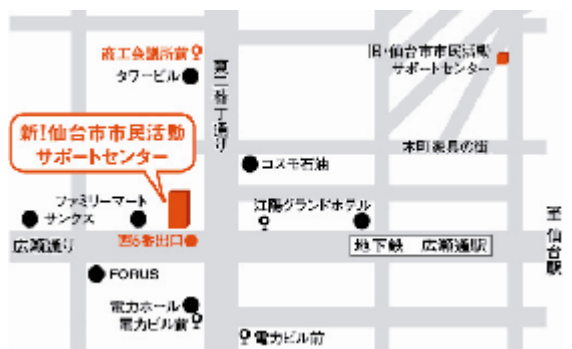 商工会議所前
タワービル
東二番丁通り
旧・仙台市市民活動
サポートセンター
新!仙台市市民活動
サポートセンター
本町家具の街
コスモ石油
ファミリーマート
サンクス
江陽グランドホテル
至仙台駅
広瀬通り
西5番出口
地下鉄 広瀬通駅
FORUS
電力ホール
電力ビル前
電力ビル前